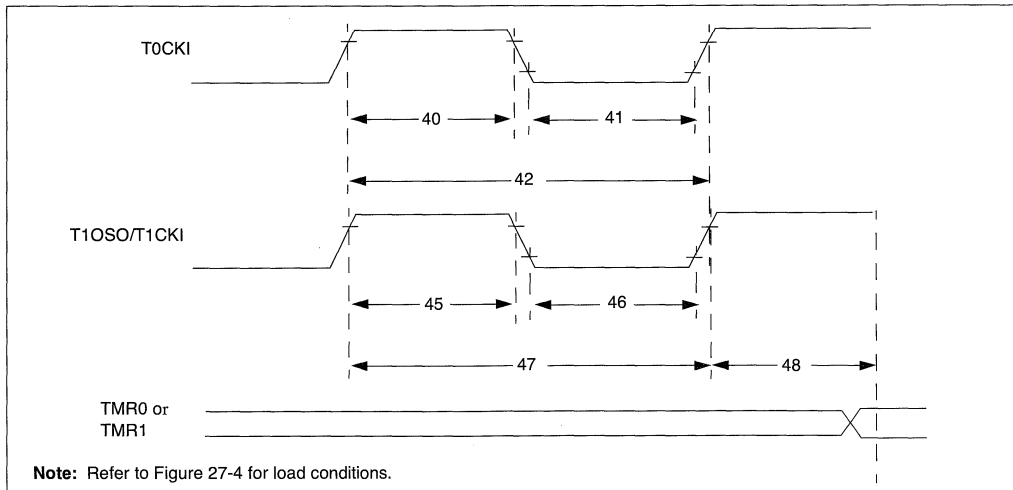 T0CKI
40
41
42
T1OSO/T1CKI
45
46
47
48
TMR0 or
TMR1
Note: Refer to Figure 27-4 for load conditions.